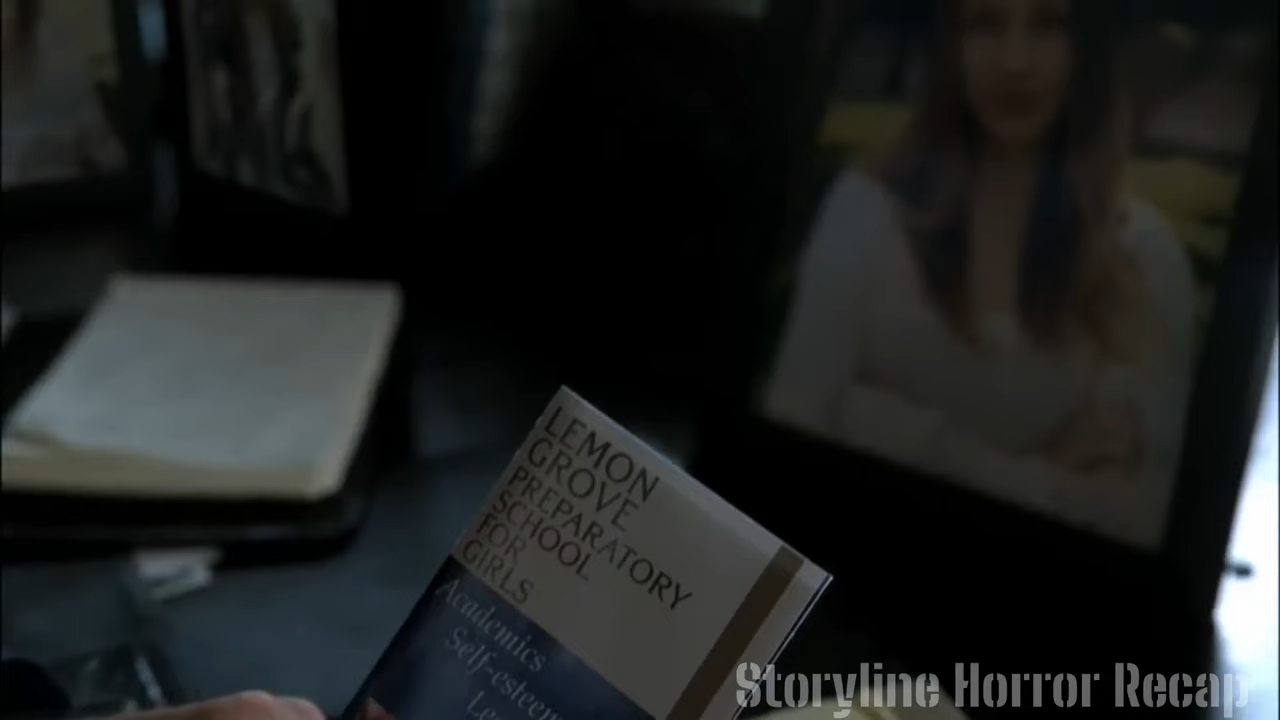 LEMON
GROVE
PREPARATORY
SCHOOL
FOR
GIRLS
Academics
Self-esteem
Storyline Horror Recap